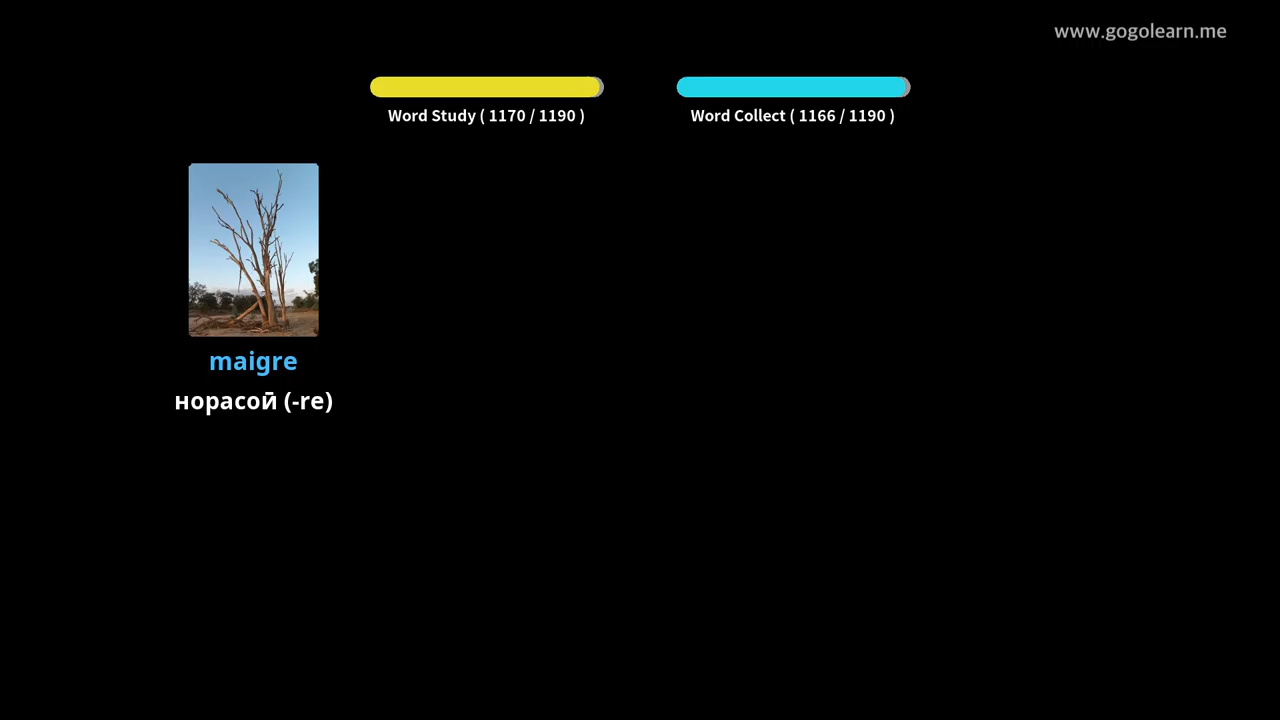 www.gogolearn.me
Word Study ( 1170 / 1190 )
Word Collect ( 1166 / 1190 )
maigre
норасоӣ (-re)